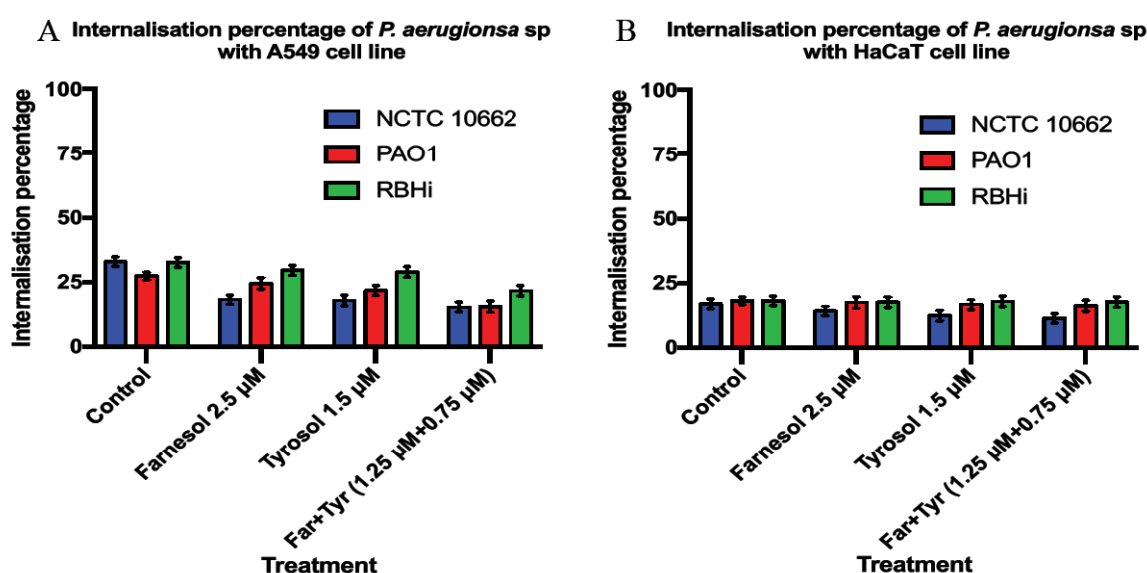 A Internalisation percentage of P. aerugionsa sp
with A549 cell line
Internalisation percentage
100
75
50
25
0
NCTC 10662
PAO1
RBHi
Control
Farnesol 2.5 µM
Tyrosol 1.5 µM
Far+Tyr (1.25 µM+0.75 µM)
Treatment
B Internalisation percentage of P. aerugionsa sp
with HaCaT cell line
Internalisation percentage
100
75
50
25
0
NCTC 10662
PAO1
RBHi
Control
Farnesol 2.5 µM
Tyrosol 1.5 µM
Far+Tyr (1.25 µM+0.75 µM)
Treatment